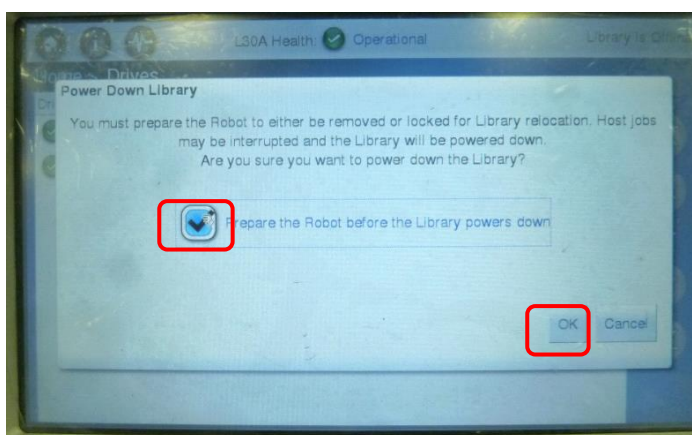 L30A Health: Operational
Library is
Home > Drives
Power Down Library
You must prepare the Robot to either be removed or locked for Library relocation. Host jobs
may be interrupted and the Library will be powered down.
Are you sure you want to power down the Library?
Prepare the Robot before the Library powers down
OK Cancel